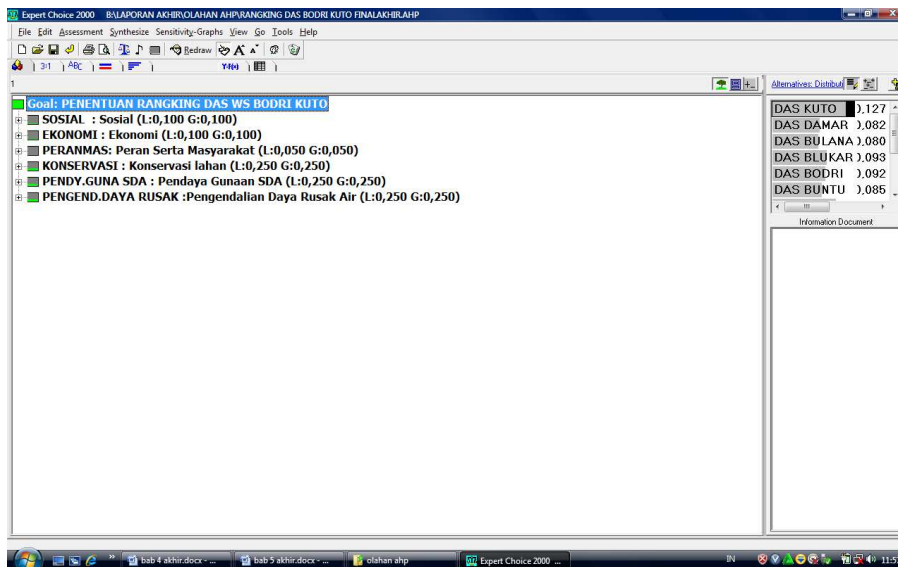 Expert Choice 2000 B:\LAPORAN AKHIR\OLAHAN AHP\RANGKING DAS BODRI KUTO FINALAKHIR.AHP
File Edit Assessment Synthesize Sensitivity-Graphs View Go Tools Help
Redraw A A
3:1 ABC Y=f(x)
1
Alternatives: Distribut
Goal: PENENTUAN RANGKING DAS WS BODRI KUTO
SOSIAL : Sosial (L:0,100 G:0,100)
EKONOMI : Ekonomi (L:0,100 G:0,100)
PERANMAS: Peran Serta Masyarakat (L:0,050 G:0,050)
KONSERVASI : Konservasi lahan (L:0,250 G:0,250)
PENDY.GUNA SDA : Pendaya Gunaan SDA (L:0,250 G:0,250)
PENGEND.DAYA RUSAK :Pengendalian Daya Rusak Air (L:0,250 G:0,250)
DAS KUTO ),127
DAS DAMAR ),082
DAS BULANA ),080
DAS BLUKAR ),093
DAS BODRI ),092
DAS BUNTU ),085
Information Document
bab 4 akhir.docx - ... bab 5 akhir.docx - ... olahan ahp Expert Choice 2000 ... IN 11:5